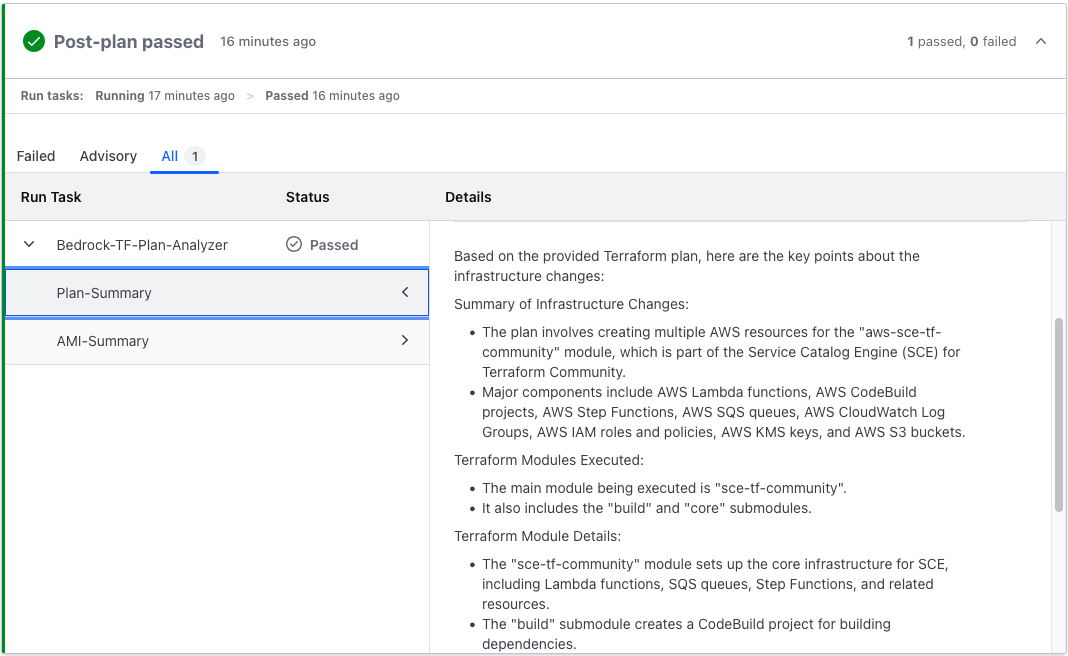 Post-plan passed 16 minutes ago 1 passed, 0 failed
Run tasks: Running 17 minutes ago > Passed 16 minutes ago
Failed Advisory All 1
Run Task Status Details
Bedrock-TF-Plan-Analyzer Passed
Plan-Summary
AMI-Summary
Based on the provided Terraform plan, here are the key points about the
infrastructure changes:
Summary of Infrastructure Changes:
• The plan involves creating multiple AWS resources for the "aws-sce-tf-
community" module, which is part of the Service Catalog Engine (SCE) for
Terraform Community.
• Major components include AWS Lambda functions, AWS CodeBuild
projects, AWS Step Functions, AWS SQS queues, AWS CloudWatch Log
Groups, AWS IAM roles and policies, AWS KMS keys, and AWS S3 buckets.
Terraform Modules Executed:
• The main module being executed is "sce-tf-community".
• It also includes the "build" and "core" submodules.
Terraform Module Details:
• The "sce-tf-community" module sets up the core infrastructure for SCE,
including Lambda functions, SQS queues, Step Functions, and related
resources.
• The "build" submodule creates a CodeBuild project for building
dependencies.